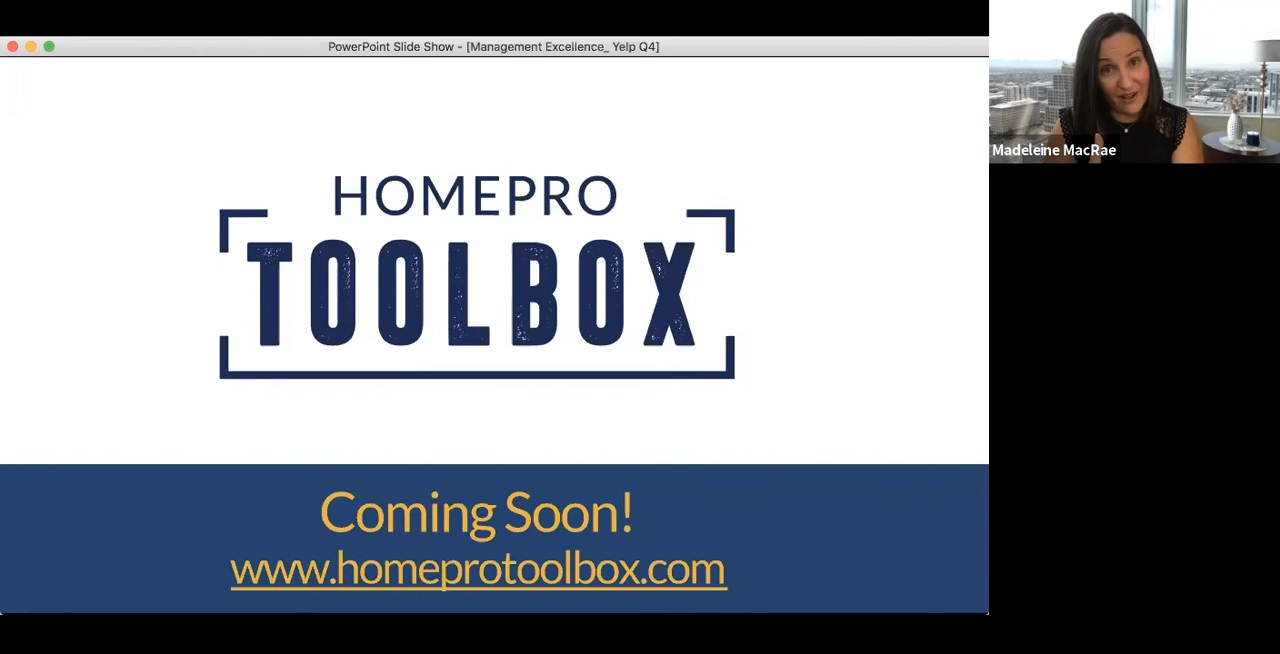 PowerPoint Slide Show - [Management Excellence_ Yelp Q4]
Madeleine MacRae
HOMEPRO
TOOLBOX
Coming Soon!
www.homeprotoolbox.com